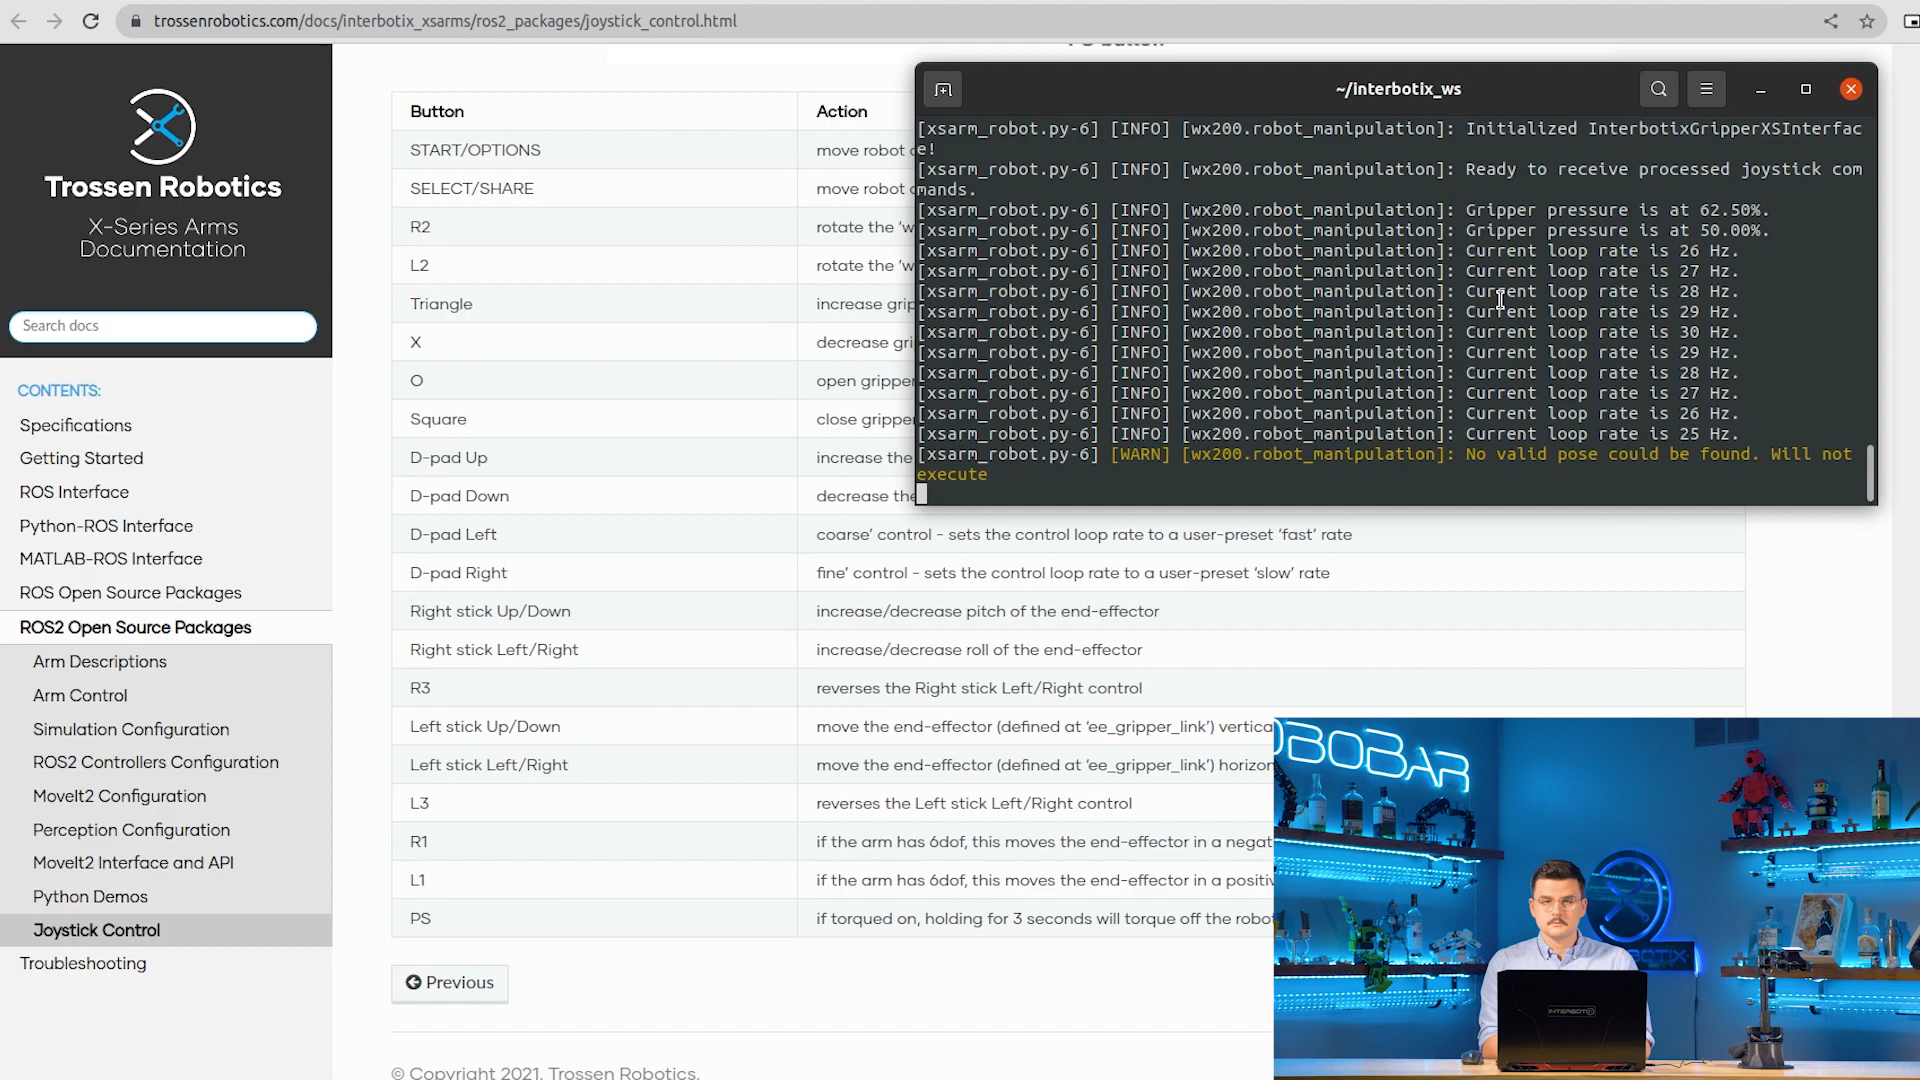 trossenrobotics.com/docs/interbotix_xsarms/ros2_packages/joystick_control.html
Trossen Robotics
X-Series Arms
Documentation
Search docs
CONTENTS:
Specifications
Getting Started
ROS Interface
Python-ROS Interface
MATLAB-ROS Interface
ROS Open Source Packages
ROS2 Open Source Packages
Arm Descriptions
Arm Control
Simulation Configuration
ROS2 Controllers Configuration
MoveIt2 Configuration
Perception Configuration
MoveIt2 Interface and API
Python Demos
Joystick Control
Troubleshooting
Button Action
START/OPTIONS move robot
SELECT/SHARE move robot
R2 rotate the 'w
L2 rotate the 'w
Triangle increase grip
X decrease gri
O open gripper
Square close gripper
D-pad Up increase the
D-pad Down decrease the
D-pad Left coarse’ control - sets the control loop rate to a user-preset ‘fast’ rate
D-pad Right fine’ control - sets the control loop rate to a user-preset ‘slow’ rate
Right stick Up/Down increase/decrease pitch of the end-effector
Right stick Left/Right increase/decrease roll of the end-effector
R3 reverses the Right stick Left/Right control
Left stick Up/Down move the end-effector (defined at ‘ee_gripper_link’) vertica
Left stick Left/Right move the end-effector (defined at ‘ee_gripper_link’) horizon
L3 reverses the Left stick Left/Right control
R1 if the arm has 6dof, this moves the end-effector in a negat
L1 if the arm has 6dof, this moves the end-effector in a positiv
PS if torqued on, holding for 3 seconds will torque off the robo
Previous
© Copyright 2021, Trossen Robotics.
~/interbotix_ws
[xsarm_robot.py-6] [INFO] [wx200.robot_manipulation]: Initialized InterbotixGripperXSInterfac
e!
[xsarm_robot.py-6] [INFO] [wx200.robot_manipulation]: Ready to receive processed joystick com
mands.
[xsarm_robot.py-6] [INFO] [wx200.robot_manipulation]: Gripper pressure is at 62.50%.
[xsarm_robot.py-6] [INFO] [wx200.robot_manipulation]: Gripper pressure is at 50.00%.
[xsarm_robot.py-6] [INFO] [wx200.robot_manipulation]: Current loop rate is 26 Hz.
[xsarm_robot.py-6] [INFO] [wx200.robot_manipulation]: Current loop rate is 27 Hz.
[xsarm_robot.py-6] [INFO] [wx200.robot_manipulation]: Current loop rate is 28 Hz.
[xsarm_robot.py-6] [INFO] [wx200.robot_manipulation]: Current loop rate is 29 Hz.
[xsarm_robot.py-6] [INFO] [wx200.robot_manipulation]: Current loop rate is 30 Hz.
[xsarm_robot.py-6] [INFO] [wx200.robot_manipulation]: Current loop rate is 29 Hz.
[xsarm_robot.py-6] [INFO] [wx200.robot_manipulation]: Current loop rate is 28 Hz.
[xsarm_robot.py-6] [INFO] [wx200.robot_manipulation]: Current loop rate is 27 Hz.
[xsarm_robot.py-6] [INFO] [wx200.robot_manipulation]: Current loop rate is 26 Hz.
[xsarm_robot.py-6] [INFO] [wx200.robot_manipulation]: Current loop rate is 25 Hz.
[xsarm_robot.py-6] [WARN] [wx200.robot_manipulation]: No valid pose could be found. Will not
execute
OBOBAR
OTIX
INTERBOTIX